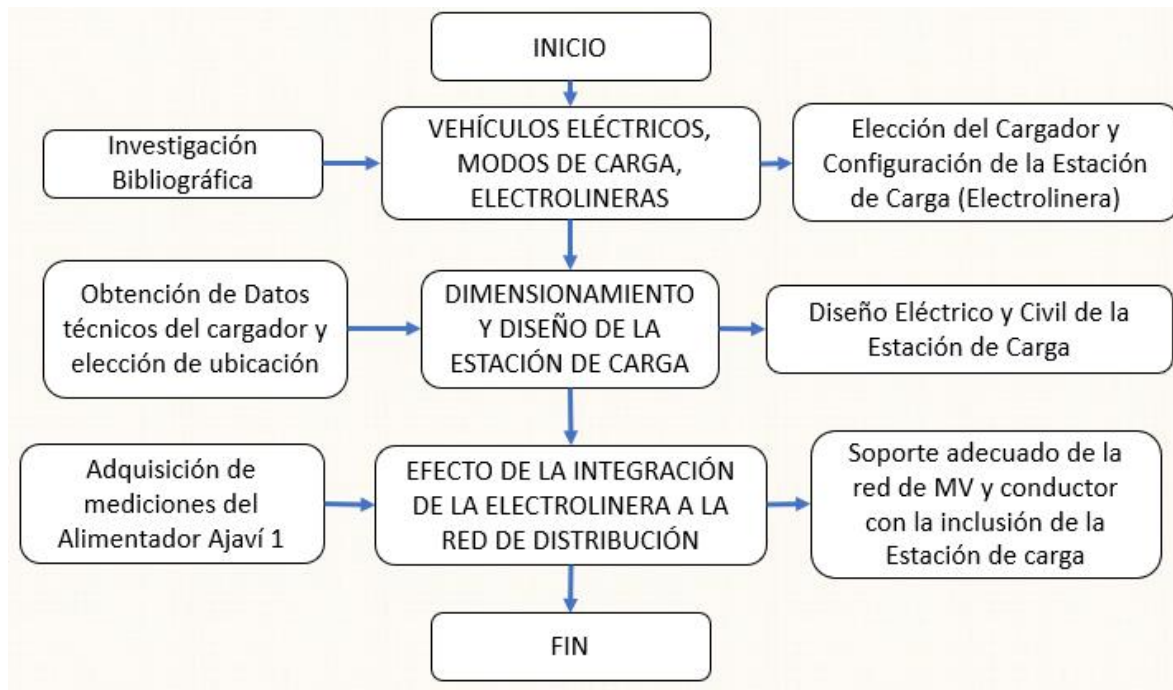 INICIO
Investigación
Bibliográfica
VEHÍCULOS ELÉCTRICOS,
MODOS DE CARGA,
ELECTROLINERAS
Elección del Cargador y
Configuración de la Estación
de Carga (Electrolinera)
Obtención de Datos
técnicos del cargador y
elección de ubicación
DIMENSIONAMIENTO
Y DISEÑO DE LA
ESTACIÓN DE CARGA
Diseño Eléctrico y Civil de la
Estación de Carga
Adquisición de
mediciones del
Alimentador Ajaví 1
EFECTO DE LA INTEGRACIÓN
DE LA ELECTROLINERA A LA
RED DE DISTRIBUCIÓN
Soporte adecuado de la
red de MV y conductor
con la inclusión de la
Estación de carga
FIN